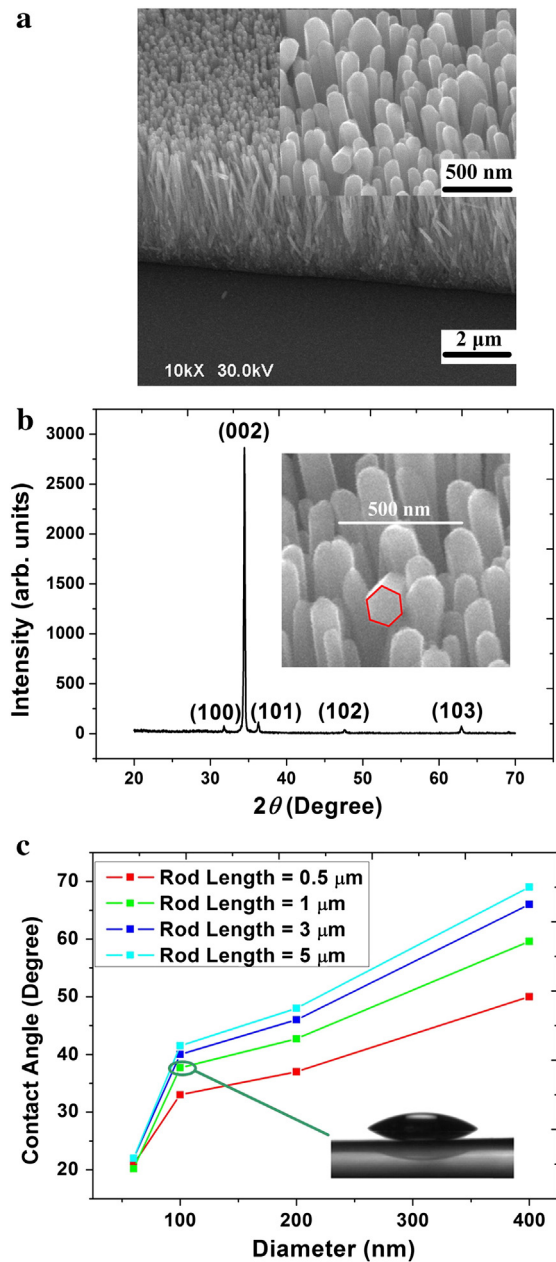 a
500 nm
2 μm
10kX 30.0kV
b
3000
2500
2000
1500
1000
500
0
(002)
(100)
(101)
(102)
(103)
500 nm
Intensity (arb. units)
20 30 40 50 60 70
2θ (Degree)
c
Rod Length = 0.5 μm
Rod Length = 1 μm
Rod Length = 3 μm
Rod Length = 5 μm
70
60
50
40
30
20
Contact Angle (Degree)
100 200 300 400
Diameter (nm)